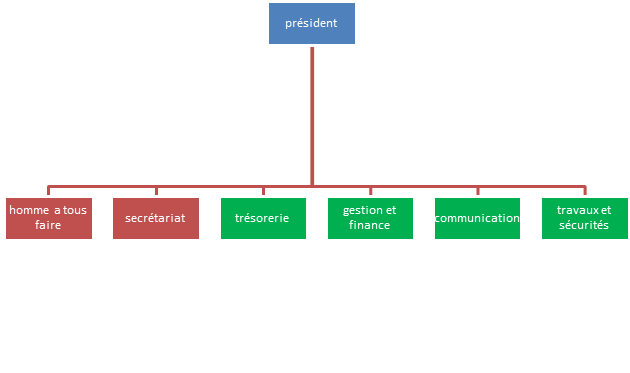 président
homme a tous
faire
secrétariat
trésorerie
gestion et
finance
communication
travaux et
sécurités